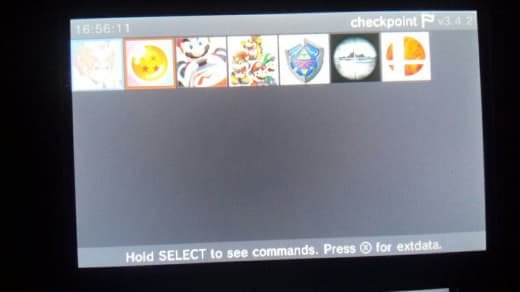 16:56:11
checkpoint v3.4.2
Hold SELECT to see commands. Press Ⓧ for extdata.